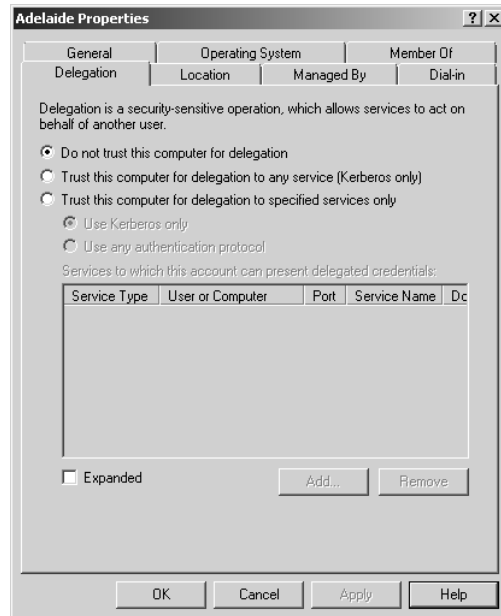 Adelaide Properties
General Operating System Member Of
Delegation Location Managed By Dial-in
Delegation is a security-sensitive operation, which allows services to act on
behalf of another user.
Do not trust this computer for delegation
Trust this computer for delegation to any service (Kerberos only)
Trust this computer for delegation to specified services only
Use Kerberos only
Use any authentication protocol
Services to which this account can present delegated credentials:
Service Type User or Computer Port Service Name Dc
Expanded Add... Remove
OK Cancel Apply Help